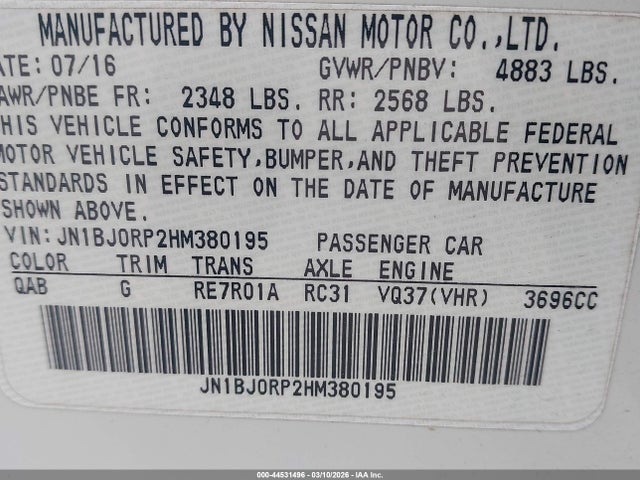 MANUFACTURED BY NISSAN MOTOR CO.,LTD.
ATE: 07/16 GVWR/PNBV: 4883 LBS.
AWR/PNBE FR: 2348 LBS. RR: 2568 LBS.
HIS VEHICLE CONFORMS TO ALL APPLICABLE FEDERAL
MOTOR VEHICLE SAFETY,BUMPER,AND THEFT PREVENTION
STANDARDS IN EFFECT ON THE DATE OF MANUFACTURE
SHOWN ABOVE.
VIN: JN1BJ0RP2HM380195 PASSENGER CAR
COLOR TRIM TRANS AXLE ENGINE
QAB G RE7R01A RC31 VQ37(VHR) 3696CC
JN1BJ0RP2HM380195
000-44531496 - 03/10/2026 - IAA Inc.